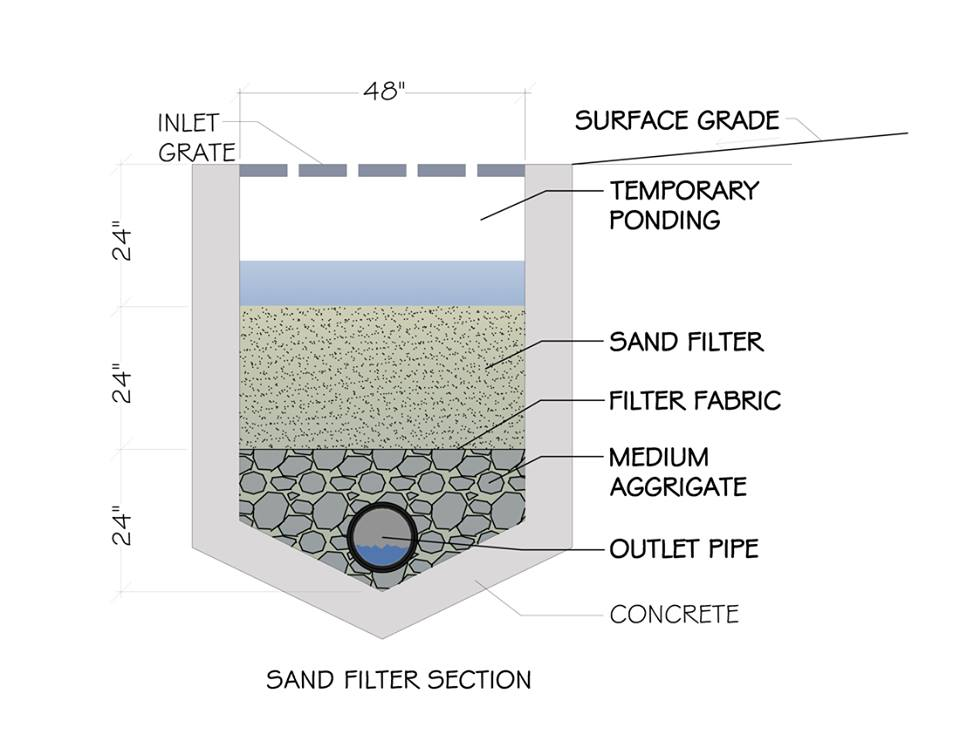 48"
INLET
GRATE
SURFACE GRADE
TEMPORARY
PONDING
24"
SAND FILTER
24"
FILTER FABRIC
MEDIUM
AGGRIGATE
24"
OUTLET PIPE
CONCRETE
SAND FILTER SECTION